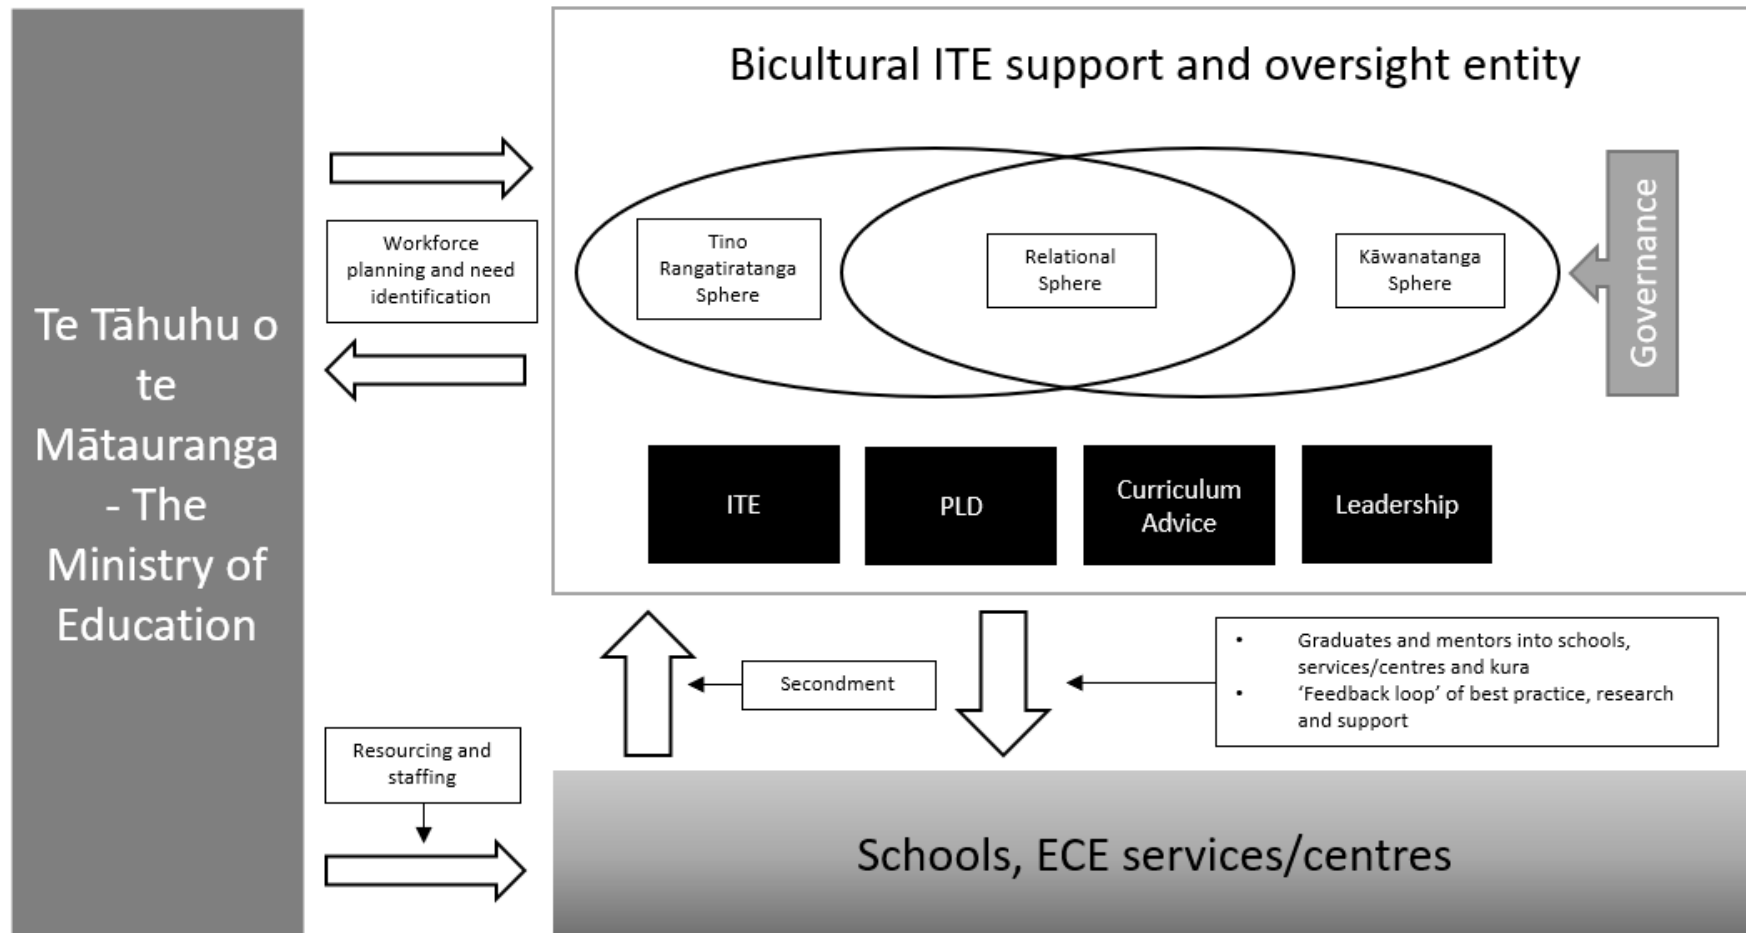 Te Tāhuhu o
te
Mātauranga
- The
Ministry of
Education
Workforce
planning and need
identification
Resourcing and
staffing
Bicultural ITE support and oversight entity
Tino
Rangatiratanga
Sphere
Relational
Sphere
Kāwanatanga
Sphere
Governance
ITE
PLD
Curriculum
Advice
Leadership
Secondment
• Graduates and mentors into schools,
services/centres and kura
• ‘Feedback loop’ of best practice, research
and support
Schools, ECE services/centres